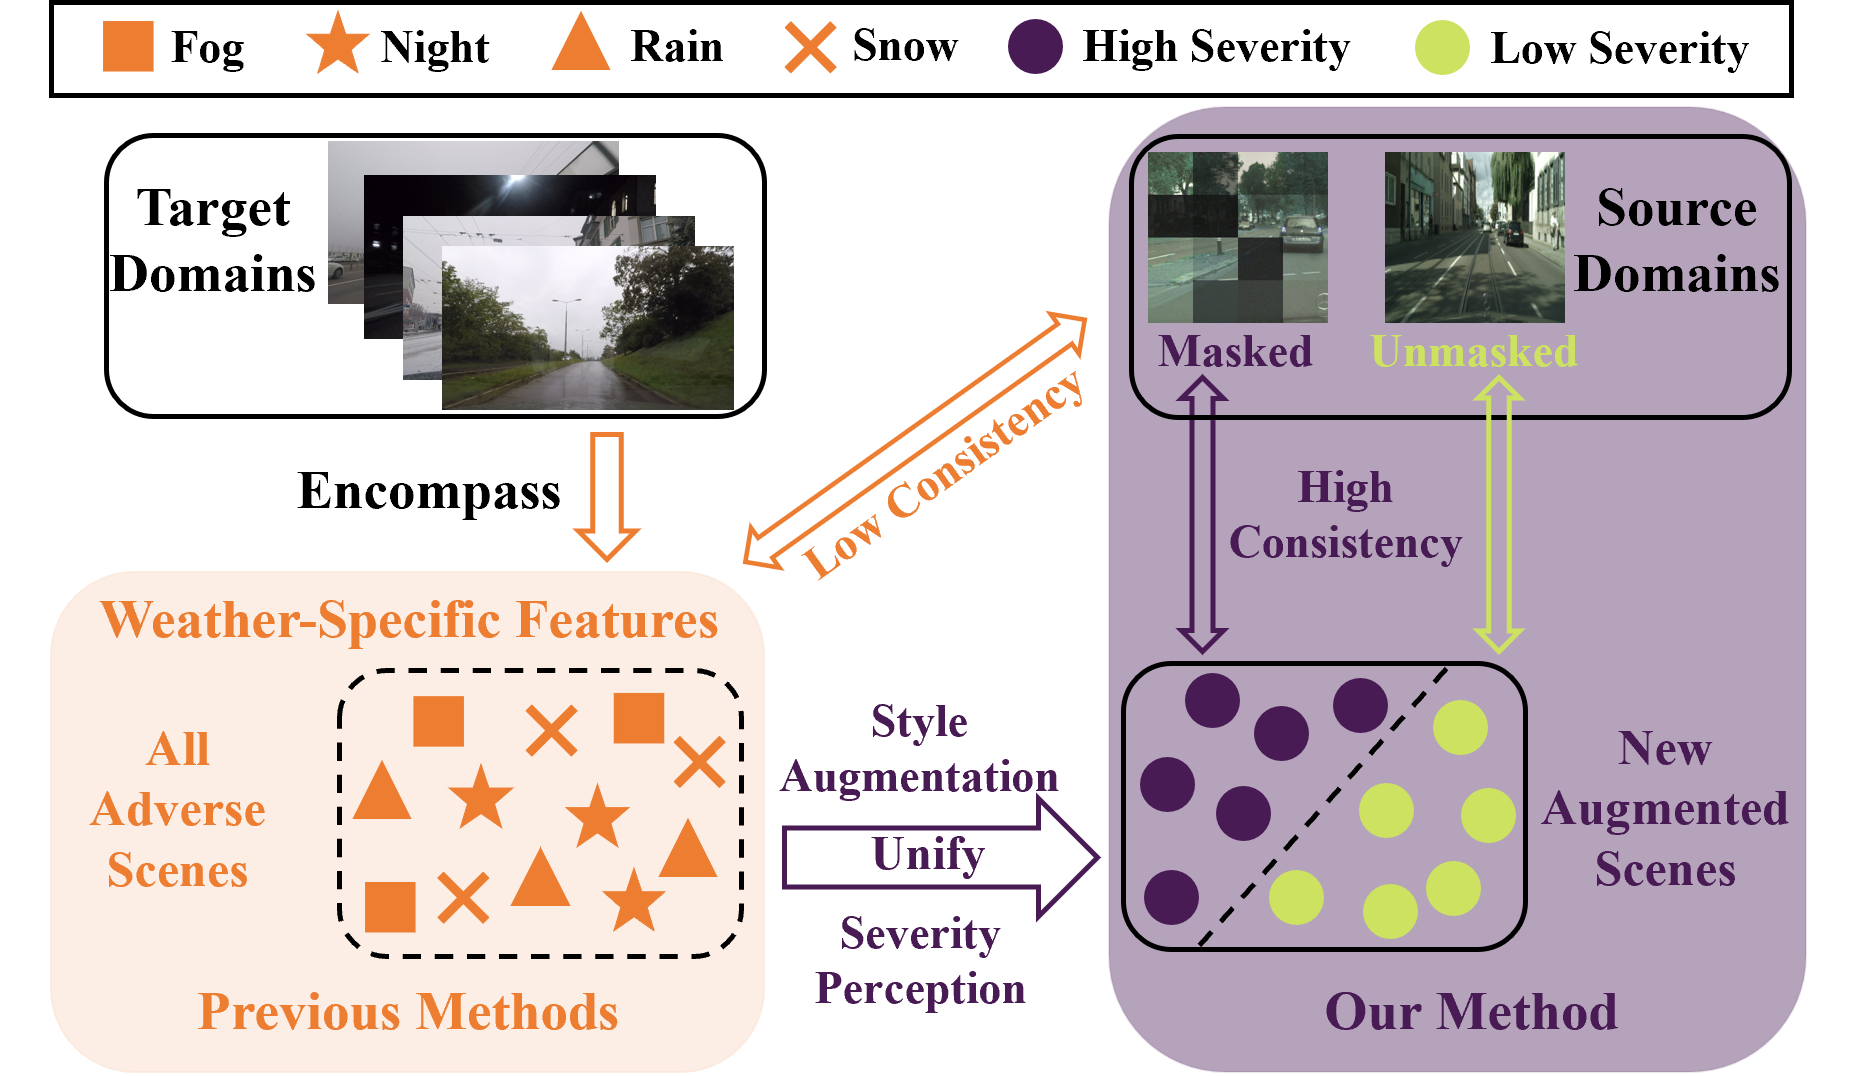 Fog Night Rain Snow High Severity Low Severity
Target
Domains
Source
Domains
Masked Unmasked
Low Consistency
Encompass
High
Consistency
Weather-Specific Features
All
Adverse
Scenes
Previous Methods
Style
Augmentation
Unify
Severity
Perception
New
Augmented
Scenes
Our Method